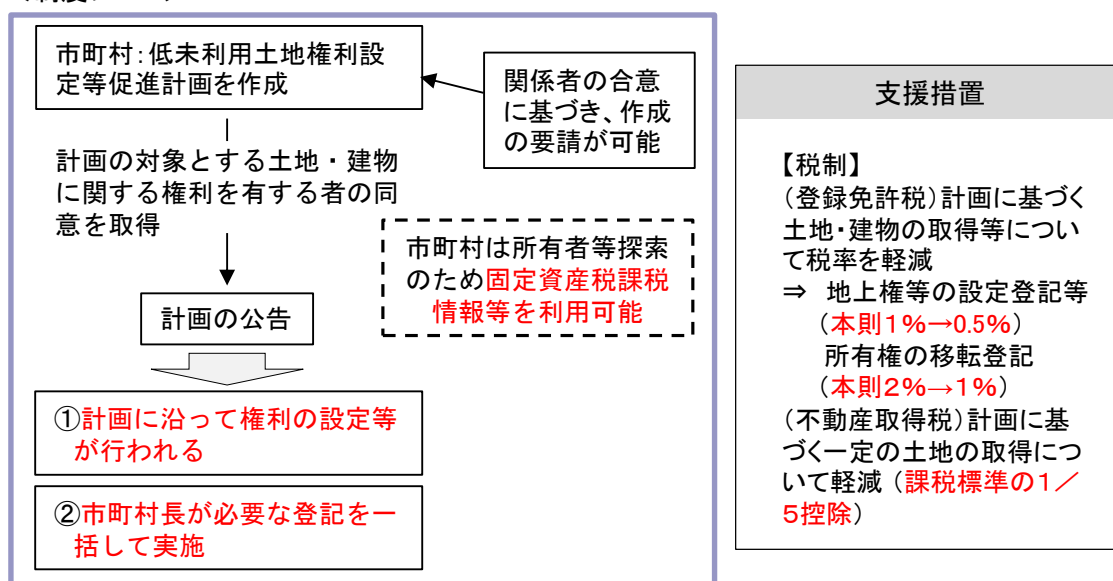 市町村：低未利用土地権利設
定等促進計画を作成
関係者の合意
に基づき、作成
の要請が可能
計画の対象とする土地・建物
に関する権利を有する者の同
意を取得
市町村は所有者等探索
のため固定資産税課税
情報等を利用可能
計画の公告
①計画に沿って権利の設定等
が行われる
②市町村長が必要な登記を一
括して実施
支援措置
【税制】
（登録免許税）計画に基づく
土地・建物の取得等につい
て税率を軽減
⇒　地上権等の設定登記等
（本則１％→0.5％）
所有権の移転登記
（本則２％→１％）
（不動産取得税）計画に基
づく一定の土地の取得につ
いて軽減（課税標準の１／
５控除）